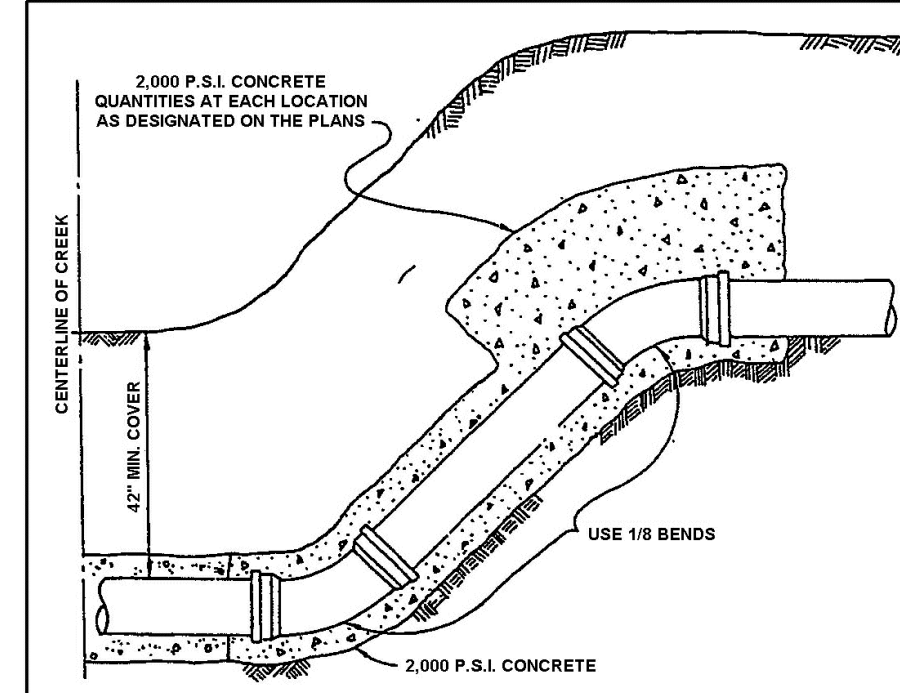 2,000 P.S.I. CONCRETE
QUANTITIES AT EACH LOCATION
AS DESIGNATED ON THE PLANS
CENTERLINE OF CREEK
42" MIN. COVER
USE 1/8 BENDS
2,000 P.S.I. CONCRETE